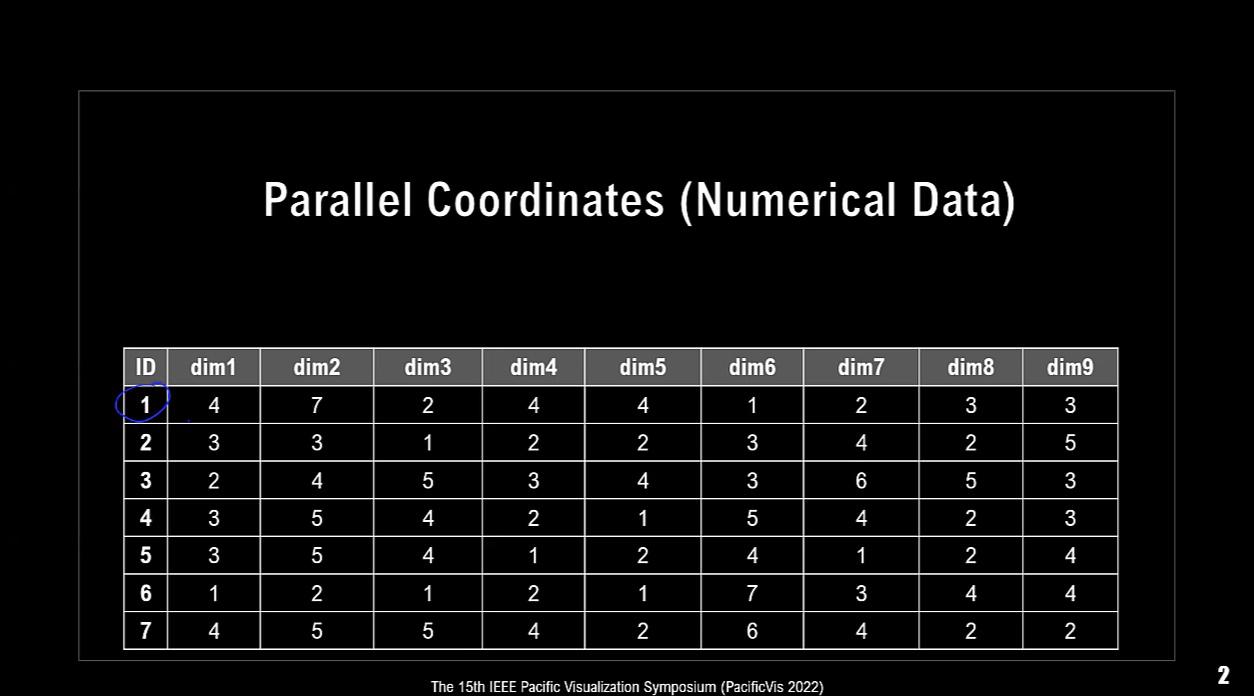 Parallel Coordinates (Numerical Data)
ID dim1 dim2 dim3 dim4 dim5 dim6 dim7 dim8 dim9
1 4 7 2 4 4 1 2 3 3
2 3 3 1 2 2 3 4 2 5
3 2 4 5 3 4 3 6 5 3
4 3 5 4 2 1 5 4 2 3
5 3 5 4 1 2 4 1 2 4
6 1 2 1 2 1 7 3 4 4
7 4 5 5 4 2 6 4 2 2
The 15th IEEE Pacific Visualization Symposium (PacificVis 2022)
2